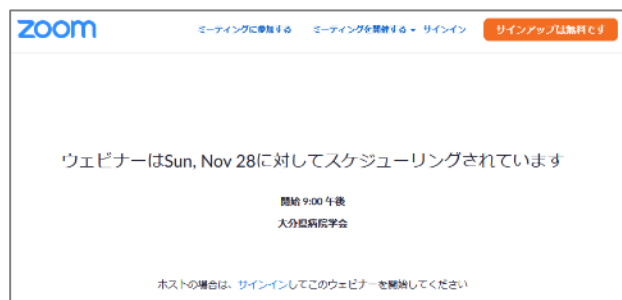 zoom
ミーティングに参加する ミーティングを開催する サインイン サインアップは無料です
ウェビナーはSun, Nov 28に対してスケジューリングされています
開始 9:00 午後
大分県病院学会
ホストの場合は、サインインしてこのウェビナーを開始してください